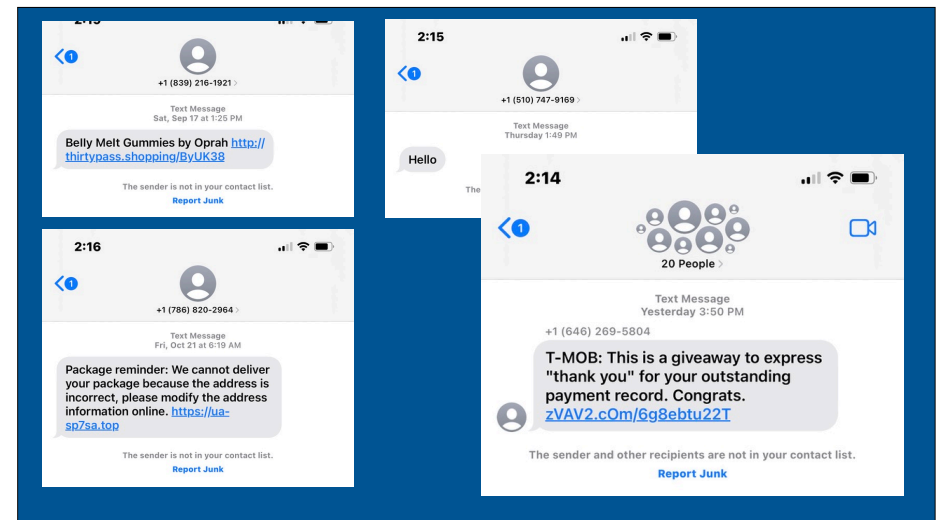 1
+1 (839) 216-1921
Text Message
Sat, Sep 17 at 1:25 PM
Belly Melt Gummies by Oprah http://
thirtypass.shopping/ByUK38
The sender is not in your contact list.
Report Junk
2:15
1
+1 (510) 747-9169
Text Message
Thursday 1:49 PM
Hello
The
2:16
1
+1 (786) 820-2964
Text Message
Fri, Oct 21 at 6:19 AM
Package reminder: We cannot deliver
your package because the address is
incorrect, please modify the address
information online. https://ua-
sp7sa.top
The sender is not in your contact list.
Report Junk
2:14
1
20 People
Text Message
Yesterday 3:50 PM
+1 (646) 269-5804
T-MOB: This is a giveaway to express
"thank you" for your outstanding
payment record. Congrats.
zVAV2.cOm/6g8ebtu22T
The sender and other recipients are not in your contact list.
Report Junk